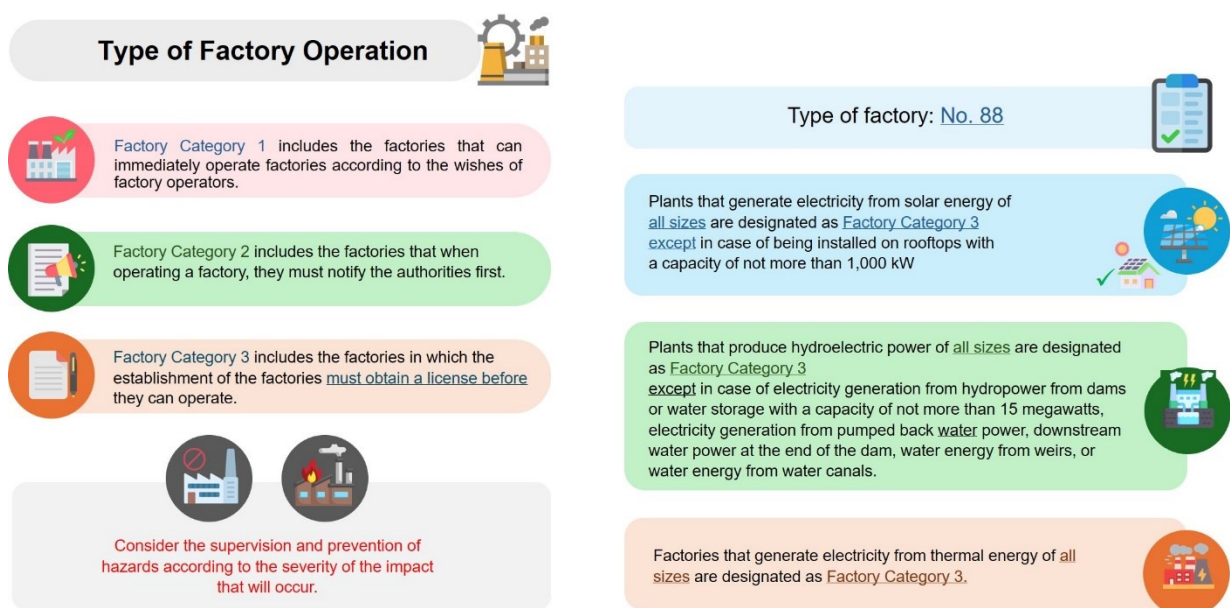 Type of Factory Operation
Factory Category 1 includes the factories that can
immediately operate factories according to the wishes of
factory operators.
Factory Category 2 includes the factories that when
operating a factory, they must notify the authorities first.
Factory Category 3 includes the factories in which the
establishment of the factories must obtain a license before
they can operate.
Consider the supervision and prevention of
hazards according to the severity of the impact
that will occur.
Type of factory: No. 88
Plants that generate electricity from solar energy of
all sizes are designated as Factory Category 3
except in case of being installed on rooftops with
a capacity of not more than 1,000 kW
Plants that produce hydroelectric power of all sizes are designated
as Factory Category 3
except in case of electricity generation from hydropower from dams
or water storage with a capacity of not more than 15 megawatts,
electricity generation from pumped back water power, downstream
water power at the end of the dam, water energy from weirs, or
water energy from water canals.
Factories that generate electricity from thermal energy of all
sizes are designated as Factory Category 3.